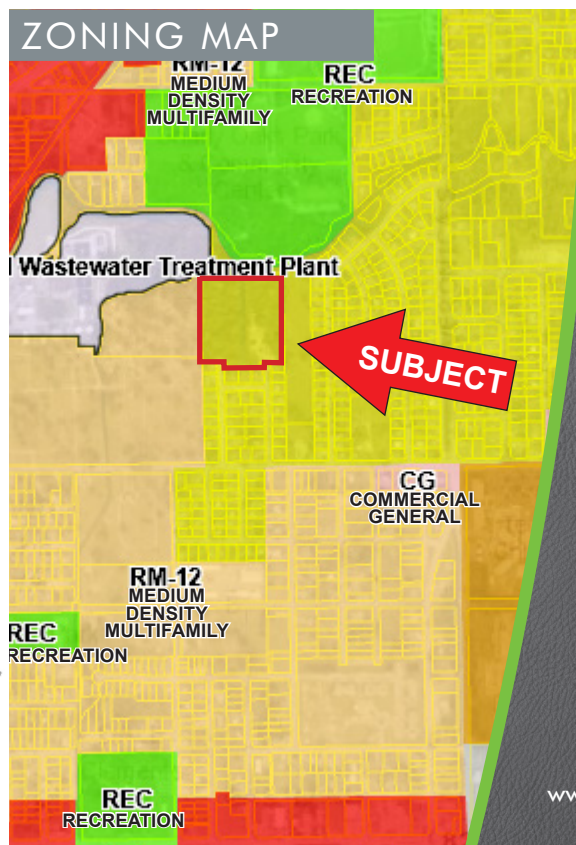 ZONING MAP
RM-12
MEDIUM
DENSITY
MULTIFAMILY
REC
RECREATION
Wastewater Treatment Plant
SUBJECT
CG
COMMERCIAL
GENERAL
RM-12
MEDIUM
DENSITY
MULTIFAMILY
REC
RECREATION
REC
RECREATION